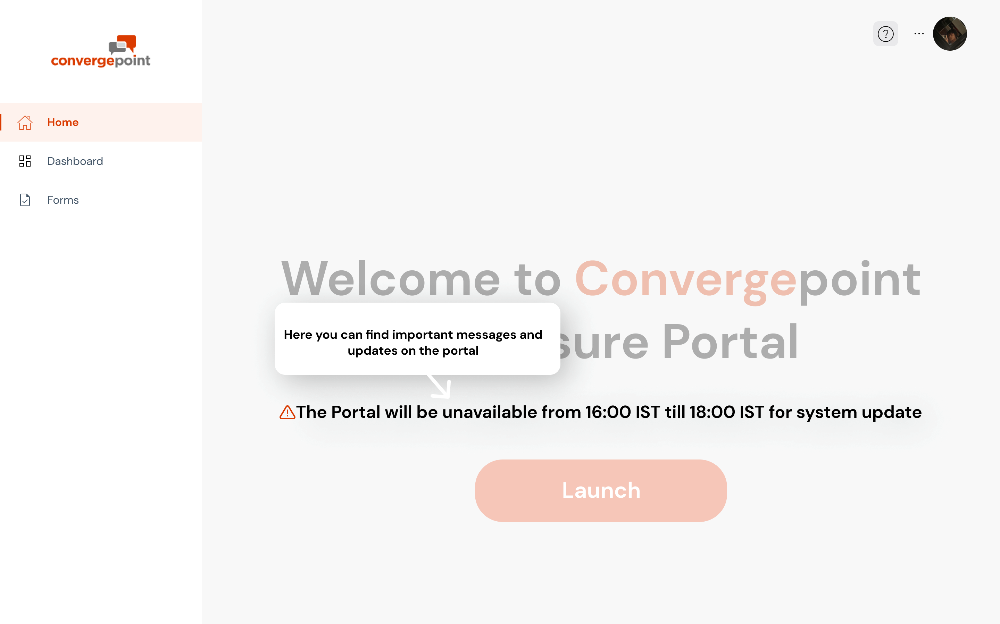 convergepoint
Home
Dashboard
Forms
Welcome to Convergepoint
Here you can find important messages and
updates on the portal
sure Portal
The Portal will be unavailable from 16:00 IST till 18:00 IST for system update
Launch